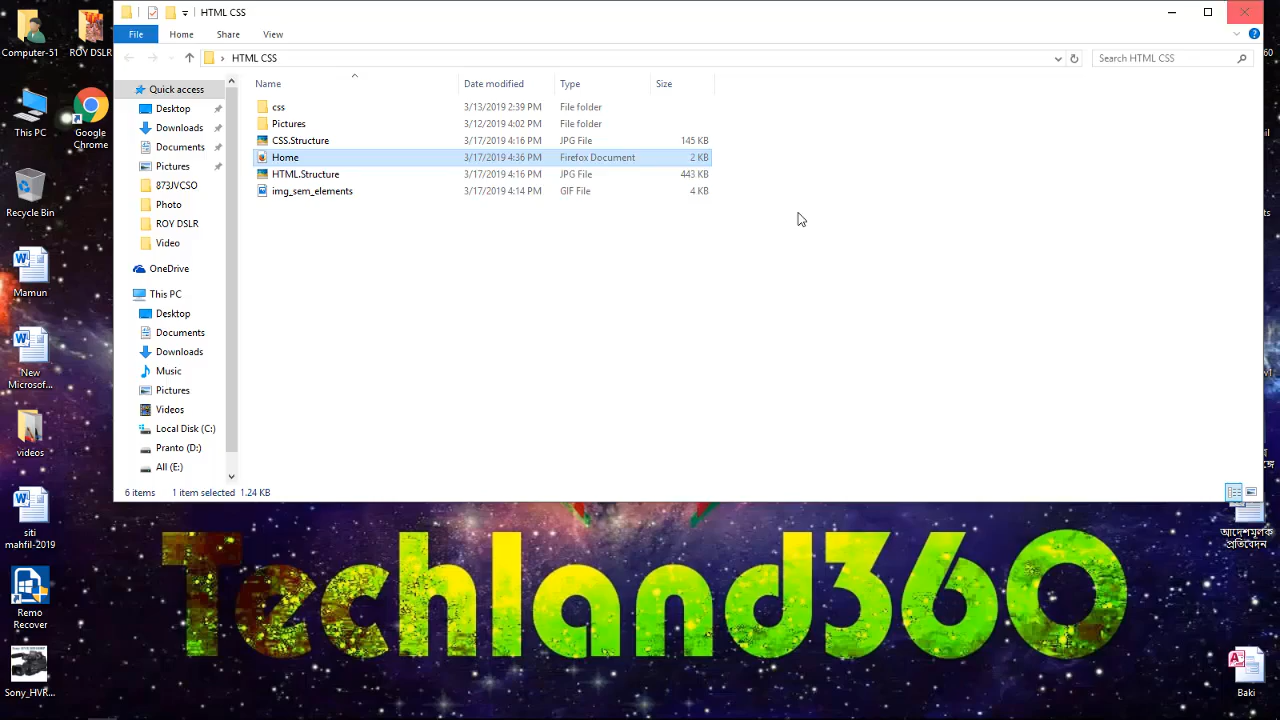 HTML CSS
File Home Share View
HTML CSS
Search HTML CSS
Name Date modified Type Size
Quick access
Desktop
Downloads
Documents
Pictures
873JVCSO
Photo
ROY DSLR
Video
OneDrive
This PC
Desktop
Documents
Downloads
Music
Pictures
Videos
Local Disk (C:)
Pranto (D:)
All (E:)
css 3/13/2019 2:39 PM File folder
Pictures 3/12/2019 4:02 PM File folder
CSS.Structure 3/17/2019 4:16 PM JPG File 145 KB
Home 3/17/2019 4:36 PM Firefox Document 2 KB
HTML.Structure 3/17/2019 4:16 PM JPG File 443 KB
img_sem_elements 3/17/2019 4:14 PM GIF File 4 KB
6 items 1 item selected 1.24 KB
Computer-51
ROY DSLR
This PC
Google
Chrome
Recycle Bin
Mamun
New
Microsof...
videos
siti
mahfil-2019
Remo
Recover
Sony_HVR...
Techland360
আদেশমূলক
প্রতিবেদন
Baki